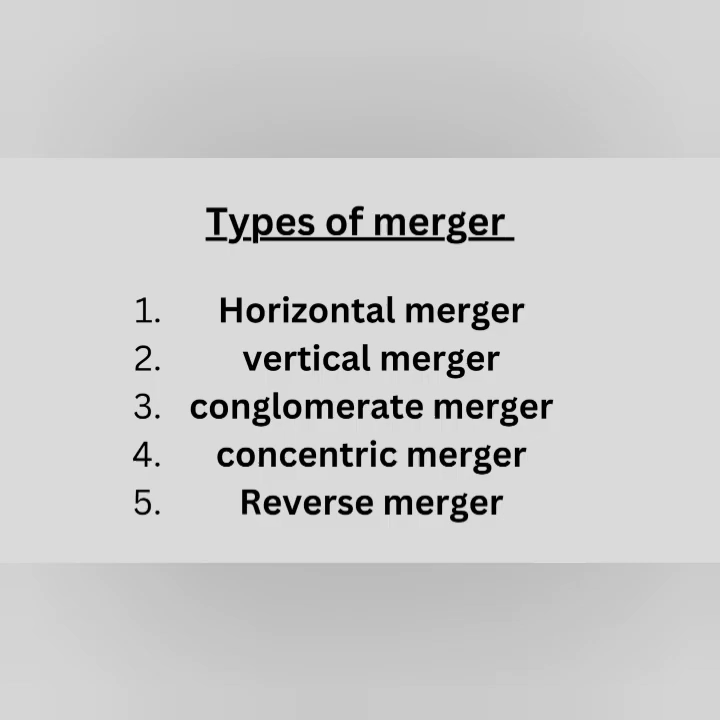 Types of merger
1. Horizontal merger
2. vertical merger
3. conglomerate merger
4. concentric merger
5. Reverse merger